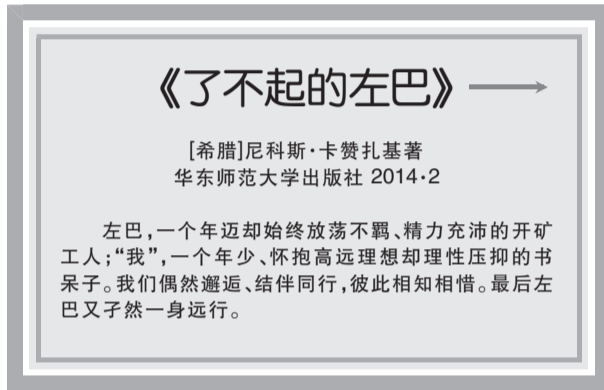 《了不起的左巴》
[希腊]尼科斯·卡赞扎基著
华东师范大学出版社 2014·2
左巴，一个年迈却始终放荡不羁、精力充沛的开矿
工人；“我”，一个年少、怀抱高远理想却理性压抑的书
呆子。我们偶然邂逅、结伴同行，彼此相知相惜。最后左
巴又孑然一身远行。